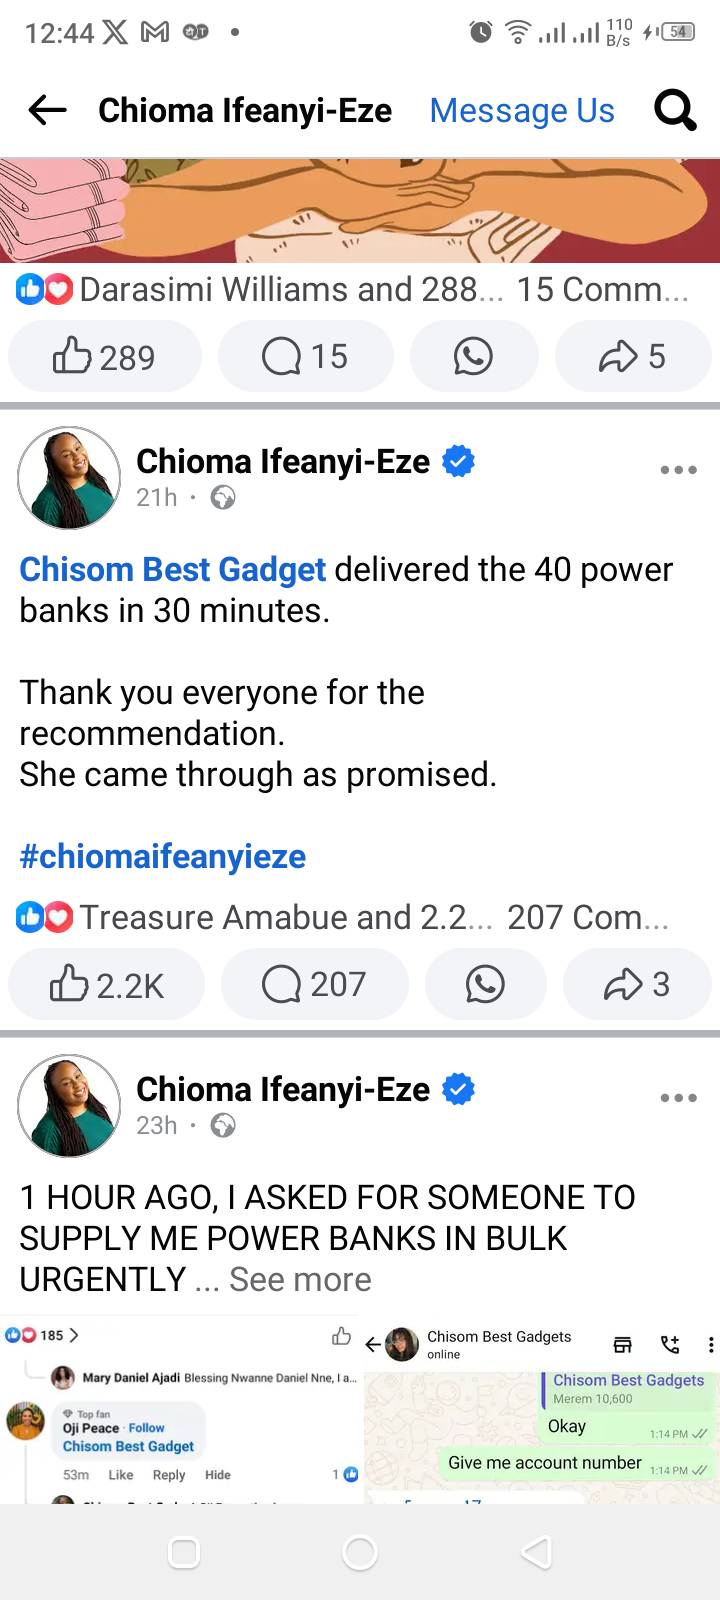 12:44
110
B/s
54
Chioma Ifeanyi-Eze Message Us
Darasimi Williams and 288... 15 Comm...
289 15 5
Chioma Ifeanyi-Eze
21h ·
Chisom Best Gadget delivered the 40 power
banks in 30 minutes.
Thank you everyone for the
recommendation.
She came through as promised.
#chiomaifeanyieze
Treasure Amabue and 2.2... 207 Com...
2.2K 207 3
Chioma Ifeanyi-Eze
23h ·
1 HOUR AGO, I ASKED FOR SOMEONE TO
SUPPLY ME POWER BANKS IN BULK
URGENTLY ... See more
185
Mary Daniel Ajadi Blessing Nwanne Daniel Nne, I a...
Top fan
Oji Peace · Follow
Chisom Best Gadget
53m Like Reply Hide 1
Chisom Best Gadgets
online
Chisom Best Gadgets
Merem 10,600
Okay
1:14 PM
Give me account number 1:14 PM